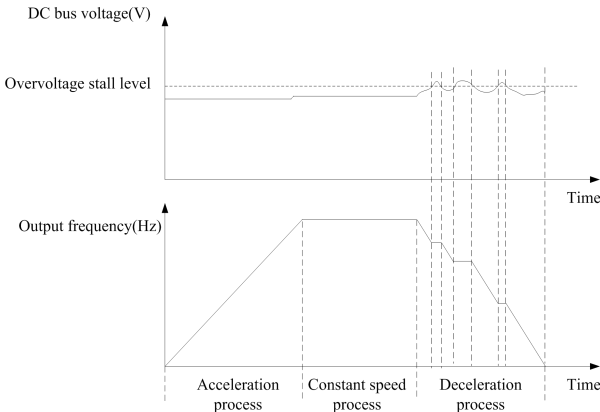 DC bus voltage(V)
Overvoltage stall level
Time
Output frequency(Hz)
Acceleration
process
Constant speed
process
Deceleration
process
Time